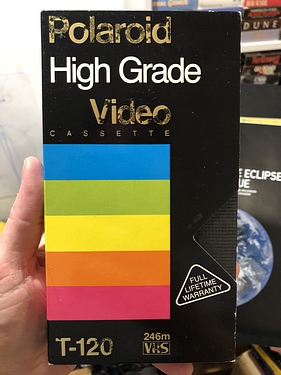 Polaroid
High Grade
Video
CASSETTE
FULL
LIFETIME
WARRANTY
T-120
246m
VHS
DUNE
E ECLIPSE
UE